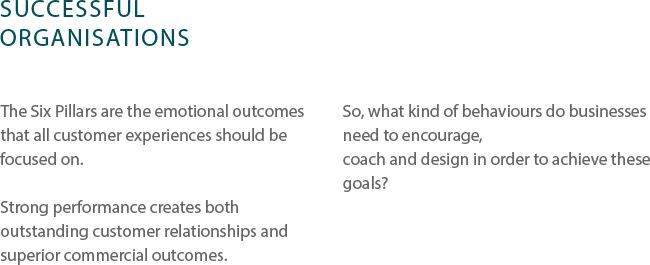 SUCCESSFUL
ORGANISATIONS
The Six Pillars are the emotional outcomes
that all customer experiences should be
focused on.
Strong performance creates both
outstanding customer relationships and
superior commercial outcomes.
So, what kind of behaviours do businesses
need to encourage,
coach and design in order to achieve these
goals?